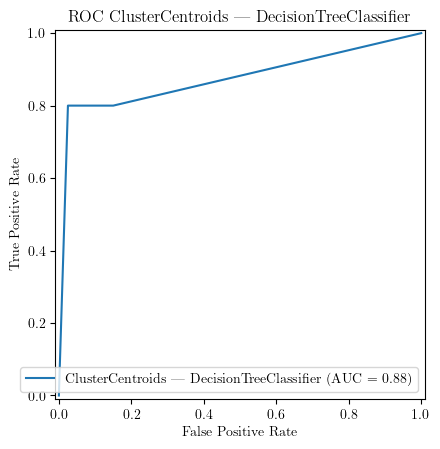 ROC ClusterCentroids — DecisionTreeClassifier
1.0
0.8
0.6
0.4
0.2
0.0
True Positive Rate
ClusterCentroids — DecisionTreeClassifier (AUC = 0.88)
0.0 0.2 0.4 0.6 0.8 1.0
False Positive Rate